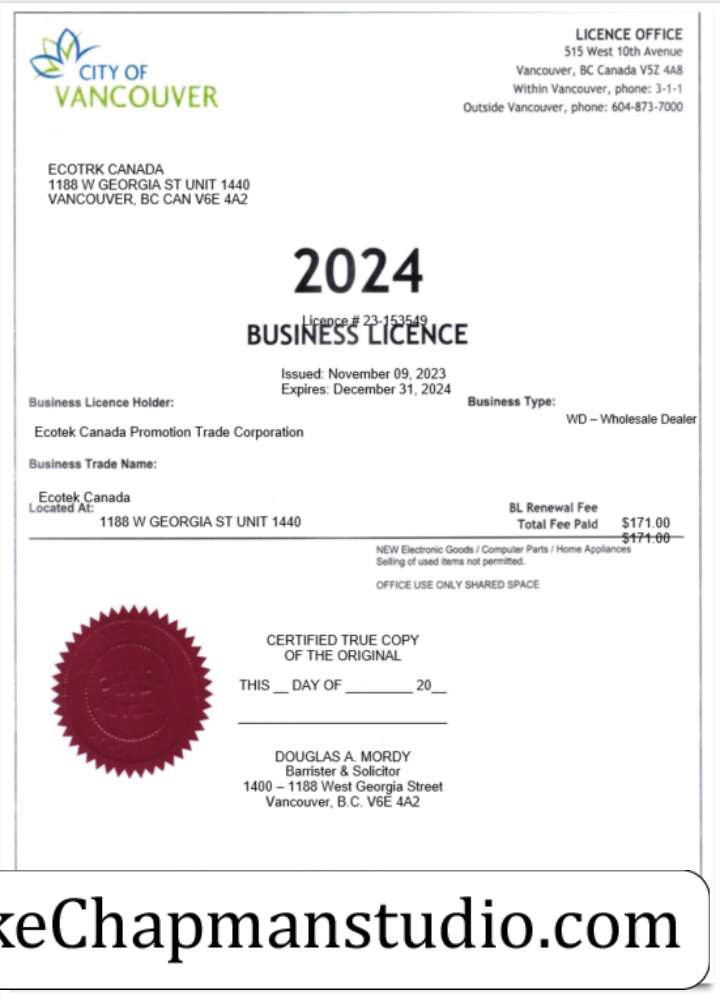 CITY OF
VANCOUVER
LICENCE OFFICE
515 West 10th Avenue
Vancouver, BC Canada V5Z 4A8
Within Vancouver, phone: 3-1-1
Outside Vancouver, phone: 604-873-7000
ECOTRK CANADA
1188 W GEORGIA ST UNIT 1440
VANCOUVER, BC CAN V6E 4A2
2024
Licence # 23-153549
BUSINESS LICENCE
Issued: November 09, 2023
Expires: December 31, 2024
Business Licence Holder:
Business Type:
WD – Wholesale Dealer
Ecotek Canada Promotion Trade Corporation
Business Trade Name:
Ecotek Canada
Located At:
1188 W GEORGIA ST UNIT 1440
BL Renewal Fee
Total Fee Paid $171.00
$171.00
NEW Electronic Goods / Computer Parts / Home Appliances
Selling of used items not permitted.
OFFICE USE ONLY SHARED SPACE
CERTIFIED TRUE COPY
OF THE ORIGINAL
THIS __ DAY OF ________ 20__
DOUGLAS A. MORDY
Barrister & Solicitor
1400 – 1188 West Georgia Street
Vancouver, B.C. V6E 4A2
keChapmanstudio.com